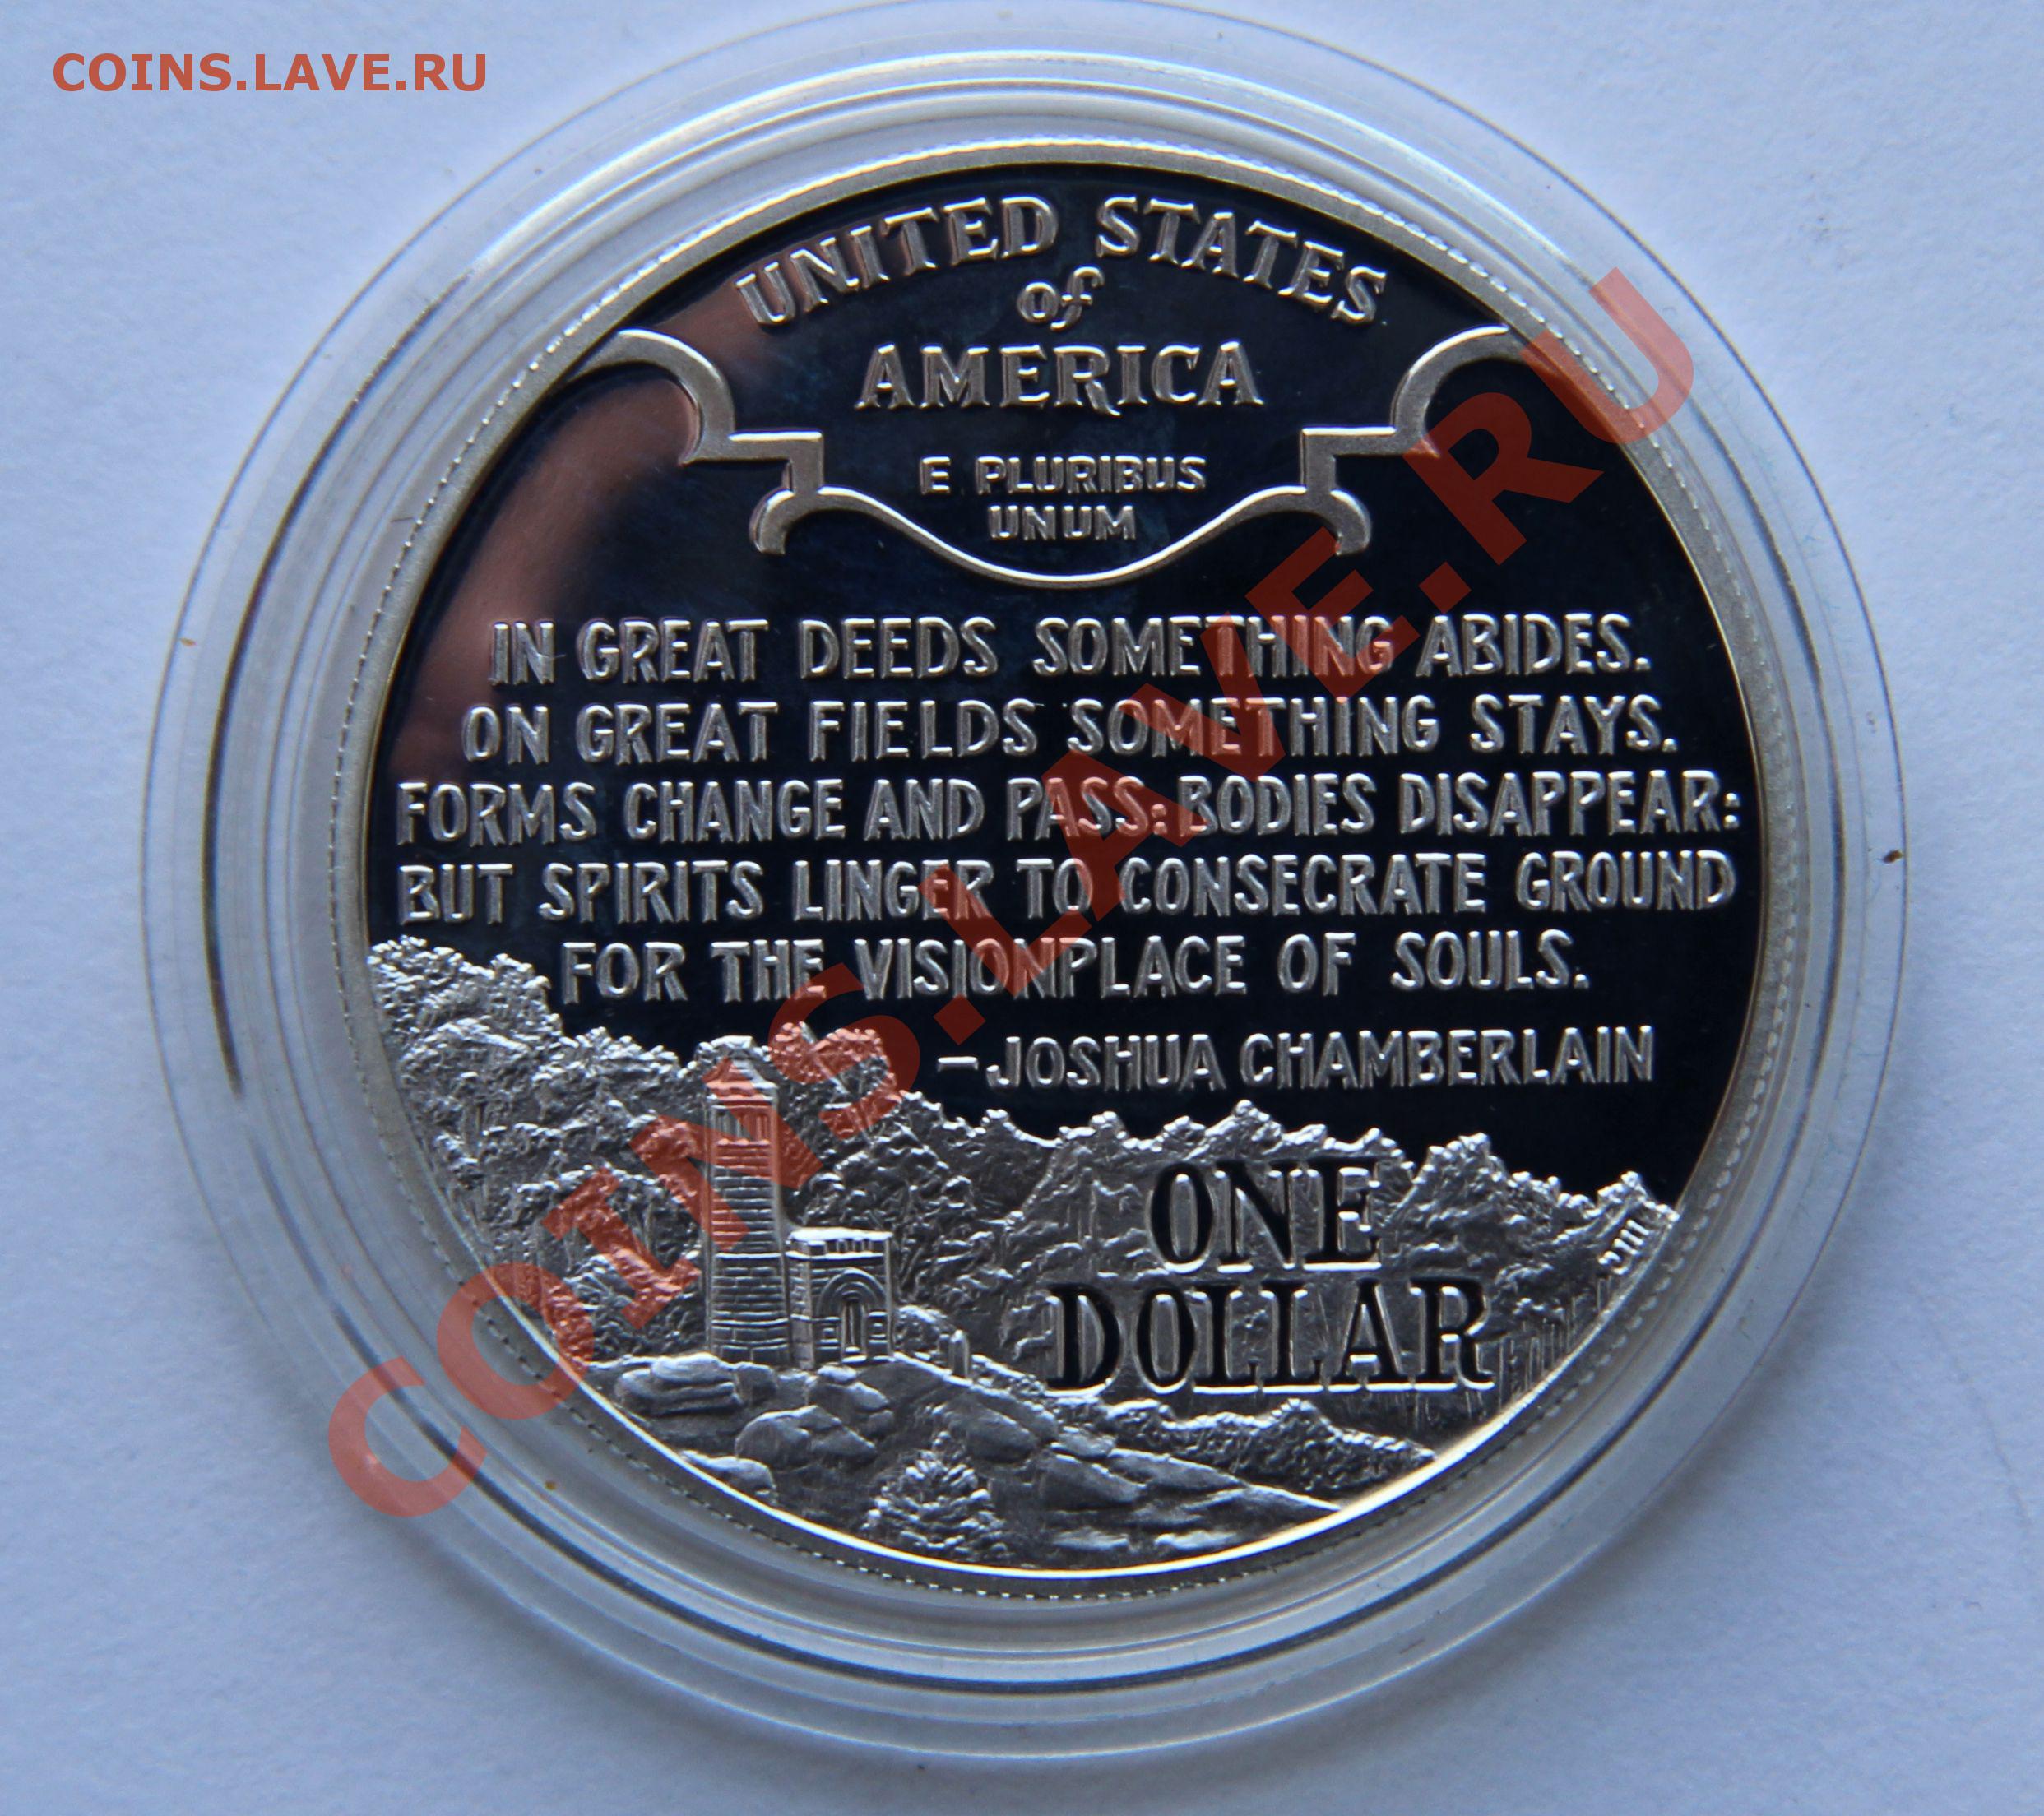 COINS.LAVE.RU
UNITED STATES
of
AMERICA
E PLURIBUS
UNUM
IN GREAT DEEDS SOMETHING ABIDES.
ON GREAT FIELDS SOMETHING STAYS.
FORMS CHANGE AND PASS: BODIES DISAPPEAR:
BUT SPIRITS LINGER TO CONSECRATE GROUND
FOR THE VISIONPLACE OF SOULS.
—JOSHUA CHAMBERLAIN
ONE
DOLLAR
COINS.LAVE.RU